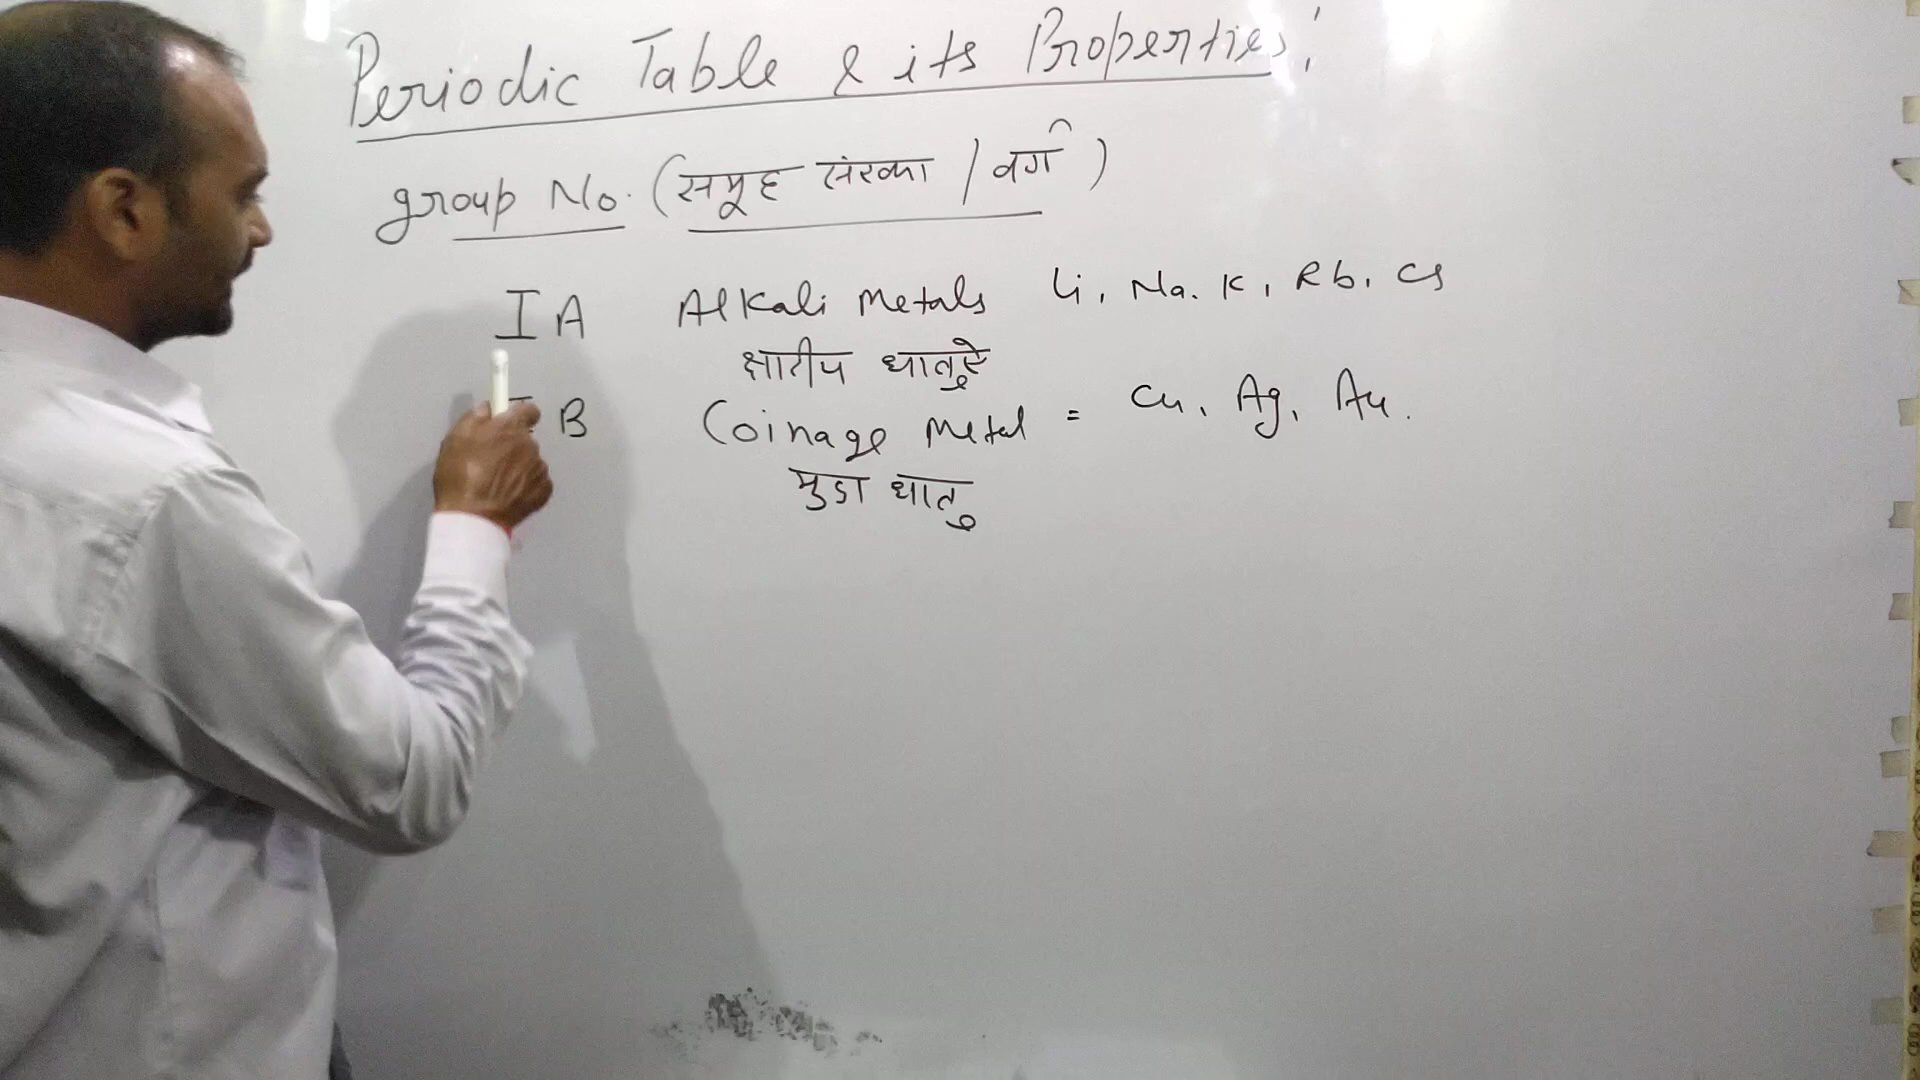 Periodic Table & its Properties:
group No. (समूह संख्या / वर्ग)
I A Alkali Metals Li, Na, K, Rb, Cs
क्षारीय धातुऐ
B Coinage Metal = Cu, Ag, Au.
मुद्रा धातु